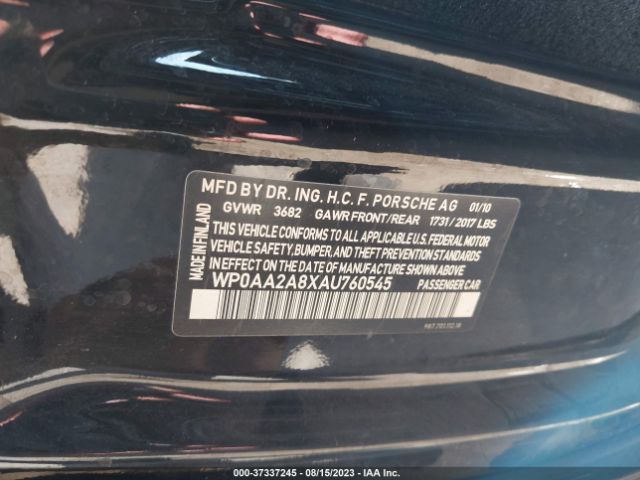 MFD BY DR. ING. H.C. F. PORSCHE AG 01/10
GVWR 3682 GAWR FRONT/REAR 1731/2017 LBS
THIS VEHICLE CONFORMS TO ALL APPLICABLE U.S. FEDERAL MOTOR
VEHICLE SAFETY, BUMPER, AND THEFT PREVENTION STANDARDS
IN EFFECT ON THE DATE OF MANUFACTURE SHOWN ABOVE.
WP0AA2A8XAU760545 PASSENGER CAR
MADE IN FINLAND
000-37337245 - 08/15/2023 - IAA Inc.